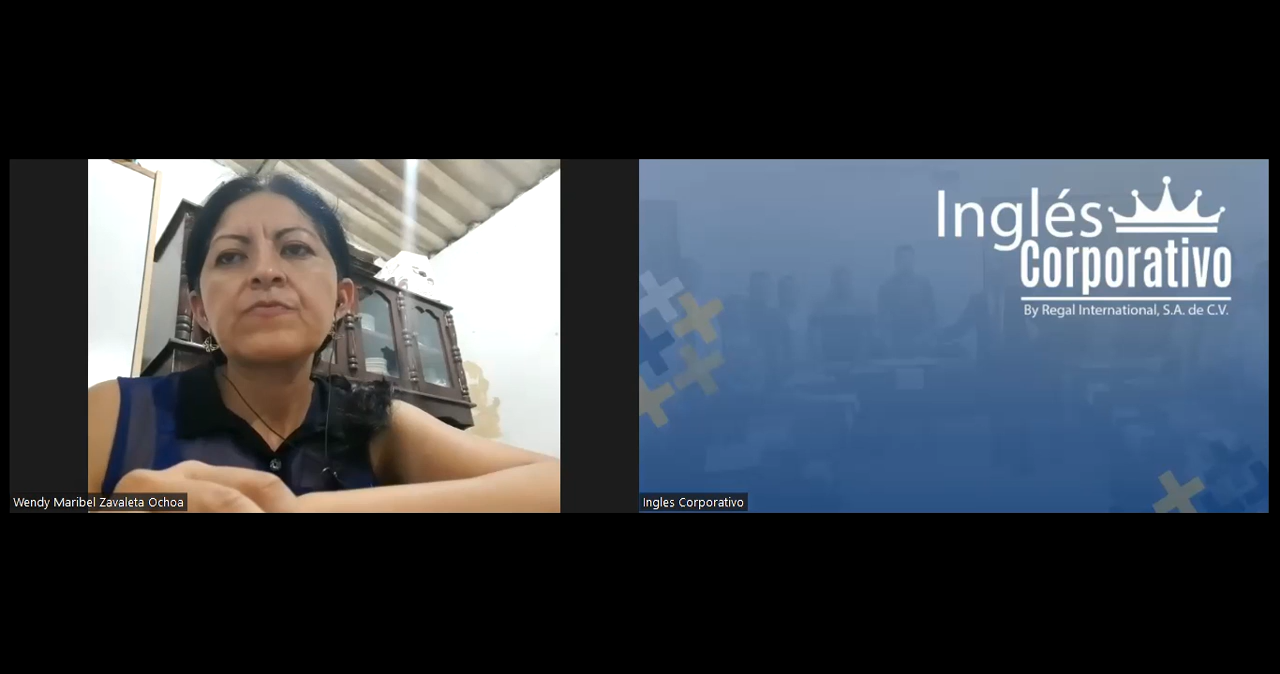 Inglés
Corporativo
By Regal International, S.A. de C.V.
Wendy Maribel Zavaleta Ochoa
Ingles Corporativo